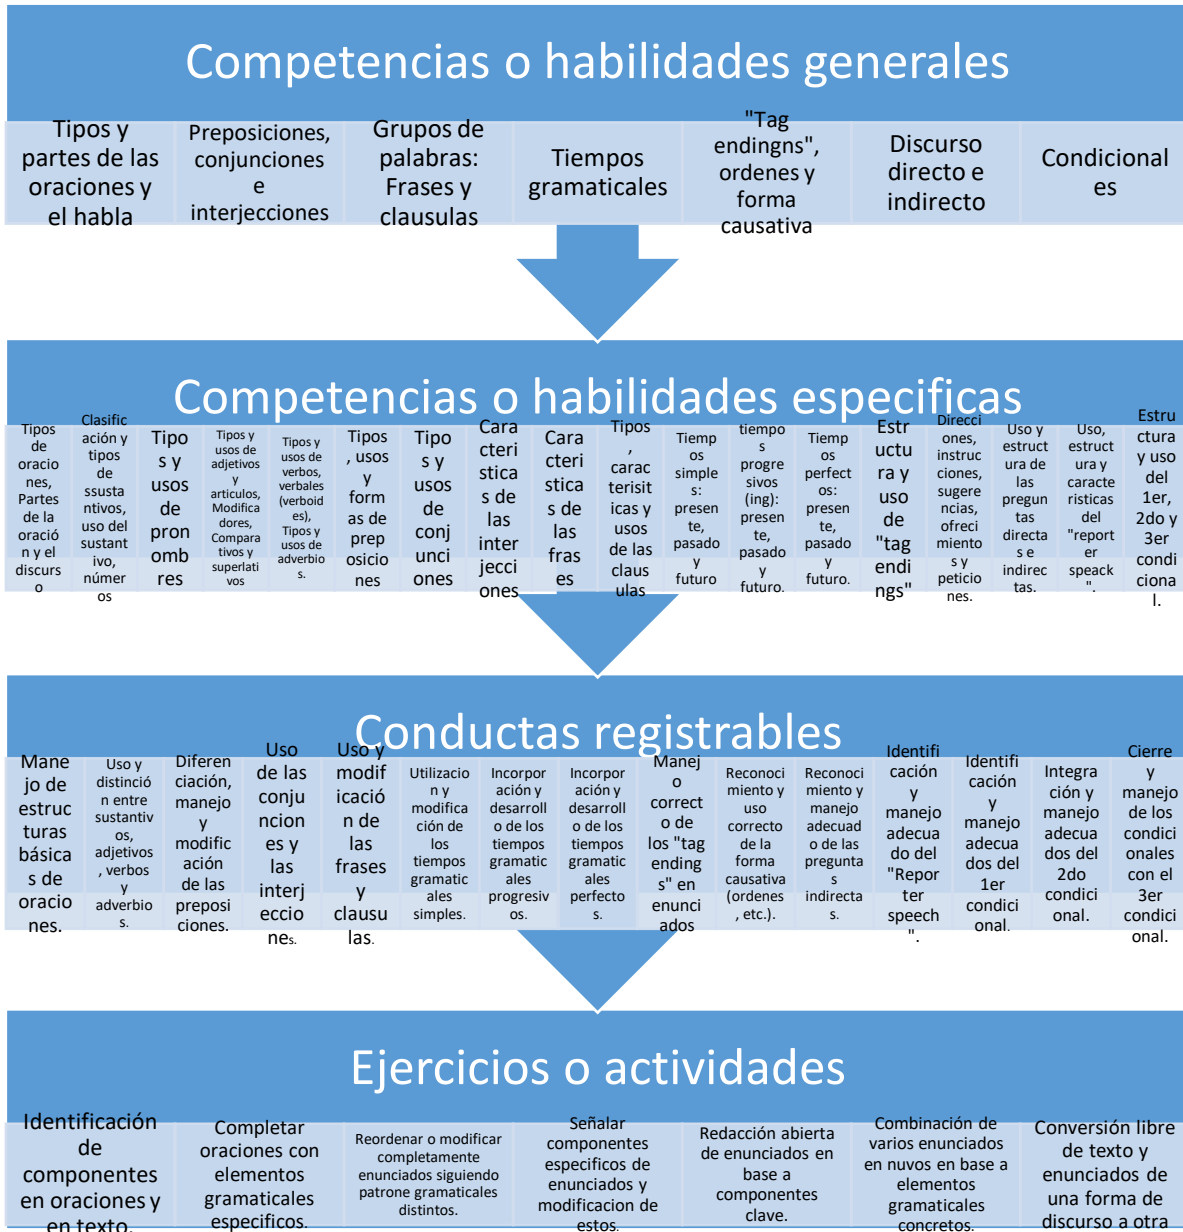 Competencias o habilidades generales
Tipos y
partes de las
oraciones y
el habla
Preposiciones,
conjunciones
e
interjecciones
Grupos de
palabras:
Frases y
clausulas
Tiempos
gramaticales
"Tag
endingns",
ordenes y
forma
causativa
Discurso
directo e
indirecto
Condicional
es
Competencias o habilidades especificas
Tipos
de
oracio
nes,
Partes
de la
oració
n y el
discurs
o
Clasific
ación y
tipos
de
ssusta
ntivos,
uso del
sustant
ivo,
númer
os
Tipo
s y
usos
de
pron
omb
res
Tipos y
usos de
adjetivos
y
articulos,
Modifica
dores,
Compara
tivos y
superlati
vos
Tipos y
usos de
verbos,
verbales
(verboid
es),
Tipos y
usos de
adverbio
s.
Tipos
, usos
y
form
as de
prep
osicio
nes
Tipo
s y
usos
de
conj
unci
ones
Cara
cteri
stica
s de
las
inter
jecci
ones
Cara
cteri
stica
s de
las
fras
es
Tipos
,
carac
terisit
icas y
usos
de las
claus
ulas
Tiemp
os
simple
s:
presen
te,
pasado
y
futuro
tiempo
s
progre
sivos
(ing):
presen
te,
pasado
y
futuro.
Tiemp
os
perfect
os:
presen
te,
pasado
y
futuro.
Estr
uctu
ra y
uso
de
"tag
endi
ngs"
Direcci
ones,
instruc
ciones,
sugere
ncias,
ofreci
miento
s y
peticio
nes.
Uso y
estruct
ura de
las
pregun
tas
directa
s e
indirec
tas.
Uso,
estruct
ura y
caracte
risticas
del
"report
er
speack
".
Estru
ctura
y uso
del
1er,
2do y
3er
condi
ciona
l.
Conductas registrables
Mane
jo de
estruc
turas
básica
s de
oracio
nes.
Uso y
distinció
n entre
sustantiv
os,
adjetivos
, verbos
y
adverbio
s.
Diferen
ciación,
manejo
y
modific
ación
de las
preposi
ciones.
Uso
de las
conju
ncion
es y
las
interj
eccio
nes.
Uso y
modif
icació
n de
las
frases
y
clausu
las.
Utilizacio
n y
modifica
ción de
los
tiempos
gramatic
ales
simples.
Incorpor
ación y
desarroll
o de los
tiempos
gramatic
ales
progresiv
os.
Incorpor
ación y
desarroll
o de los
tiempos
gramatic
ales
perfecto
s.
Manej
o
correct
o de
los "tag
ending
s" en
enunci
ados
Reconoci
miento y
uso
correcto
de la
forma
causativa
(ordenes
, etc.).
Reconoci
miento y
manejo
adecuad
o de las
pregunta
s
indirecta
s.
Identifi
cación
y
manejo
adecua
do del
"Repor
ter
speech
".
Identifi
cación
y
manejo
adecua
dos del
1er
condici
onal.
Integra
ción y
manejo
adecua
dos del
2do
condici
onal.
Cierre
y
manejo
de los
condici
onales
con el
3er
condici
onal.
Ejercicios o actividades
Identificación
de
componentes
en oraciones y
en texto.
Completar
oraciones con
elementos
gramaticales
especificos.
Reordenar o modificar
completamente
enunciados siguiendo
patrone gramaticales
distintos.
Señalar
componentes
especificos de
enunciados y
modificacion de
estos.
Redacción abierta
de enunciados en
base a
componentes
clave.
Combinación de
varios enunciados
en nuvos en base a
elementos
gramaticales
concretos.
Conversión libre
de texto y
enunciados de
una forma de
discurso a otra